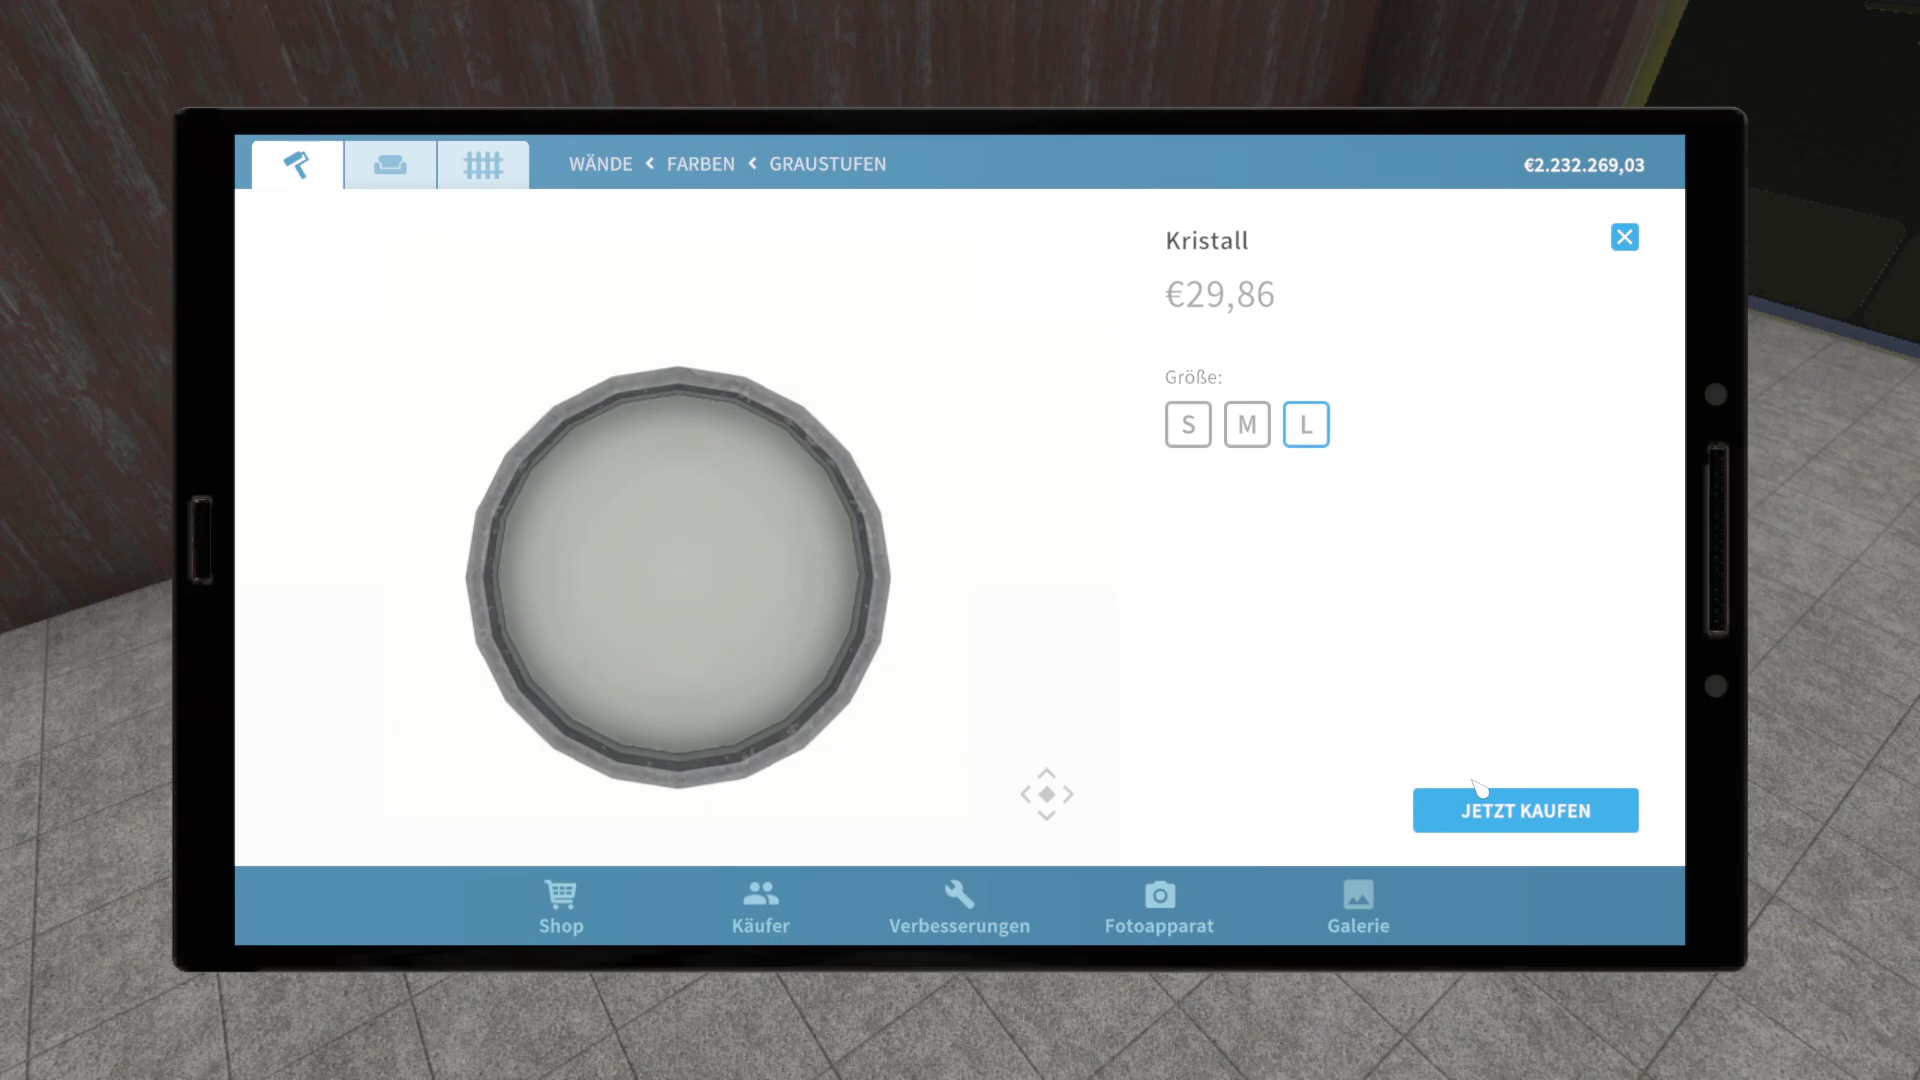 WÄNDE < FARBEN < GRAUSTUFEN
€2.232.269,03
Kristall
€29,86
Größe:
S M L
JETZT KAUFEN
Shop Käufer Verbesserungen Fotoapparat Galerie